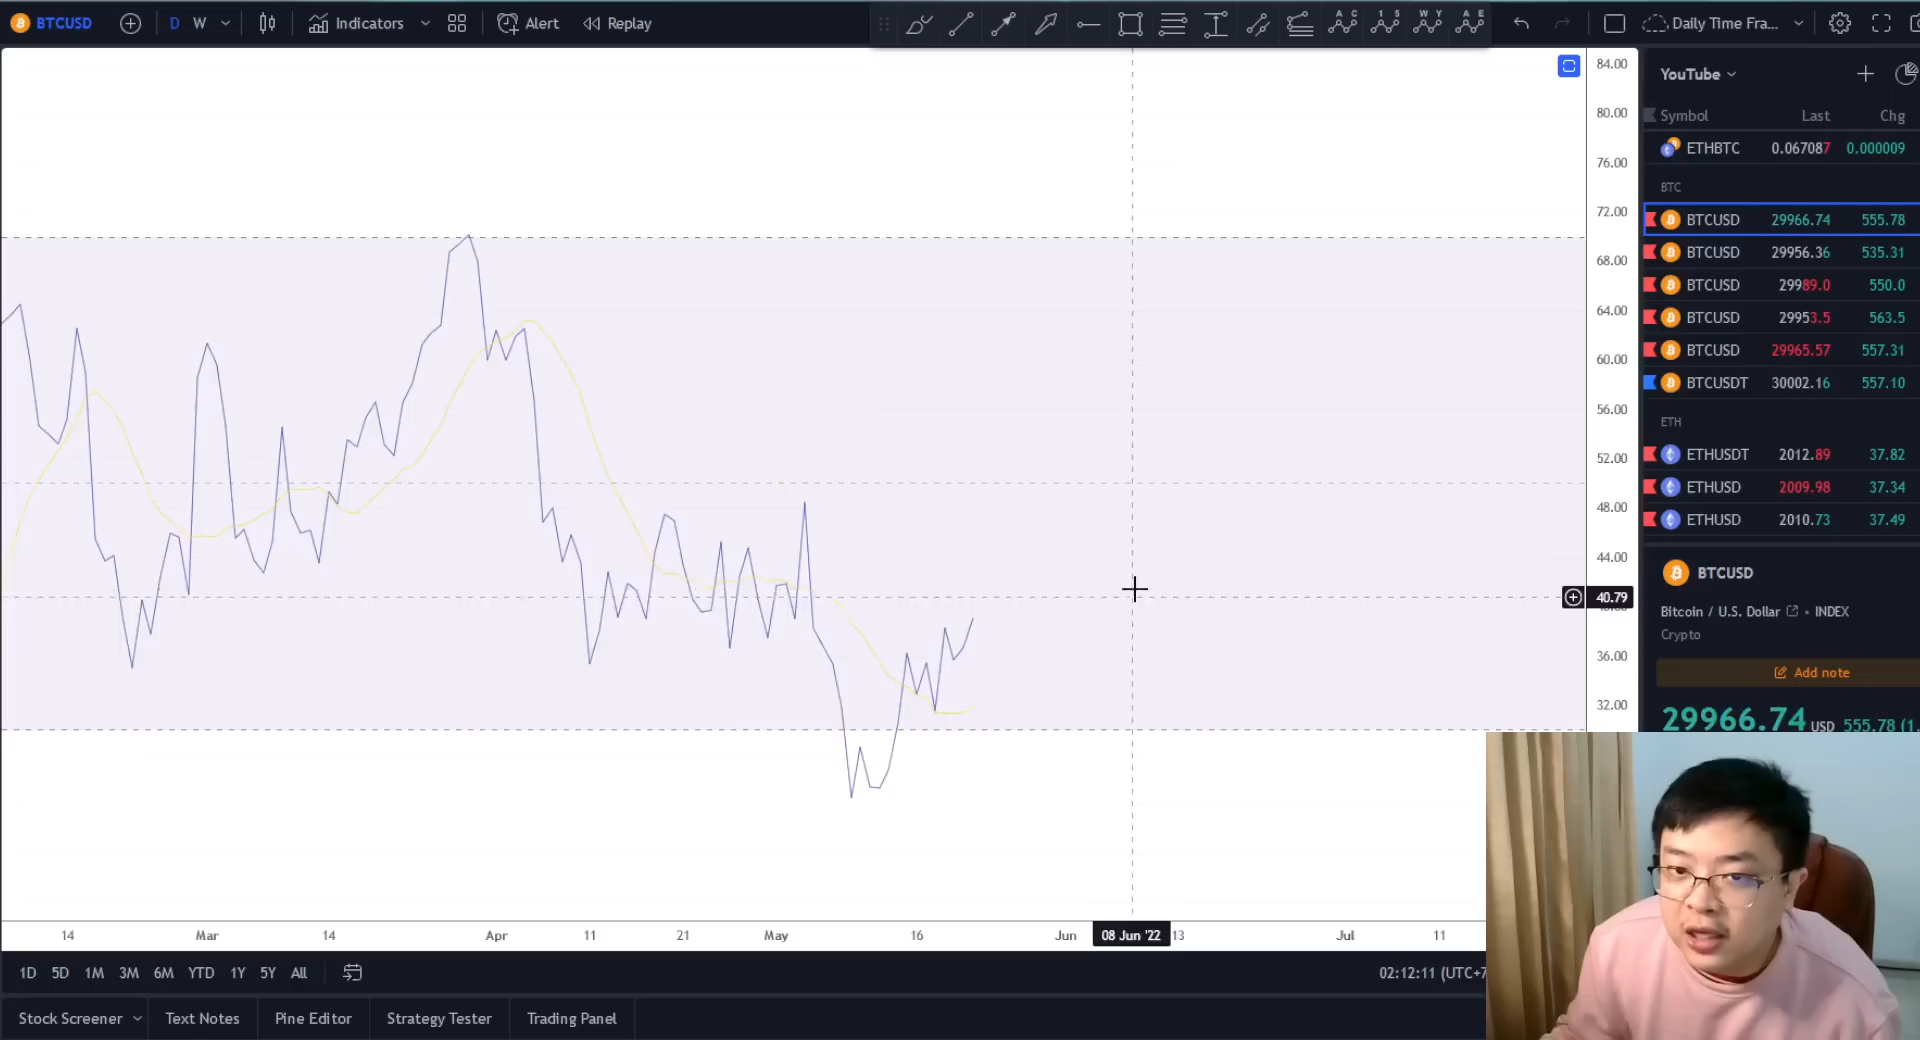 BTCUSD D W Indicators Alert Replay A C 1 5 W Y A E Daily Time Fra...
YouTube
Symbol Last Chg
ETHBTC 0.067087 0.000009
BTC
BTCUSD 29966.74 555.78
BTCUSD 29956.36 535.31
BTCUSD 29989.0 550.0
BTCUSD 29953.5 563.5
BTCUSD 29965.57 557.31
BTCUSDT 30002.16 557.10
ETH
ETHUSDT 2012.89 37.82
ETHUSD 2009.98 37.34
ETHUSD 2010.73 37.49
BTCUSD
Bitcoin / U.S. Dollar • INDEX
Crypto
Add note
29966.74 USD 555.78 (1.
84.00
80.00
76.00
72.00
68.00
64.00
60.00
56.00
52.00
48.00
44.00
40.79
36.00
32.00
14 Mar 14 Apr 11 21 May 16 Jun 08 Jun '22 13 Jul 11
1D 5D 1M 3M 6M YTD 1Y 5Y All 02:12:11 (UTC+7
Stock Screener Text Notes Pine Editor Strategy Tester Trading Panel